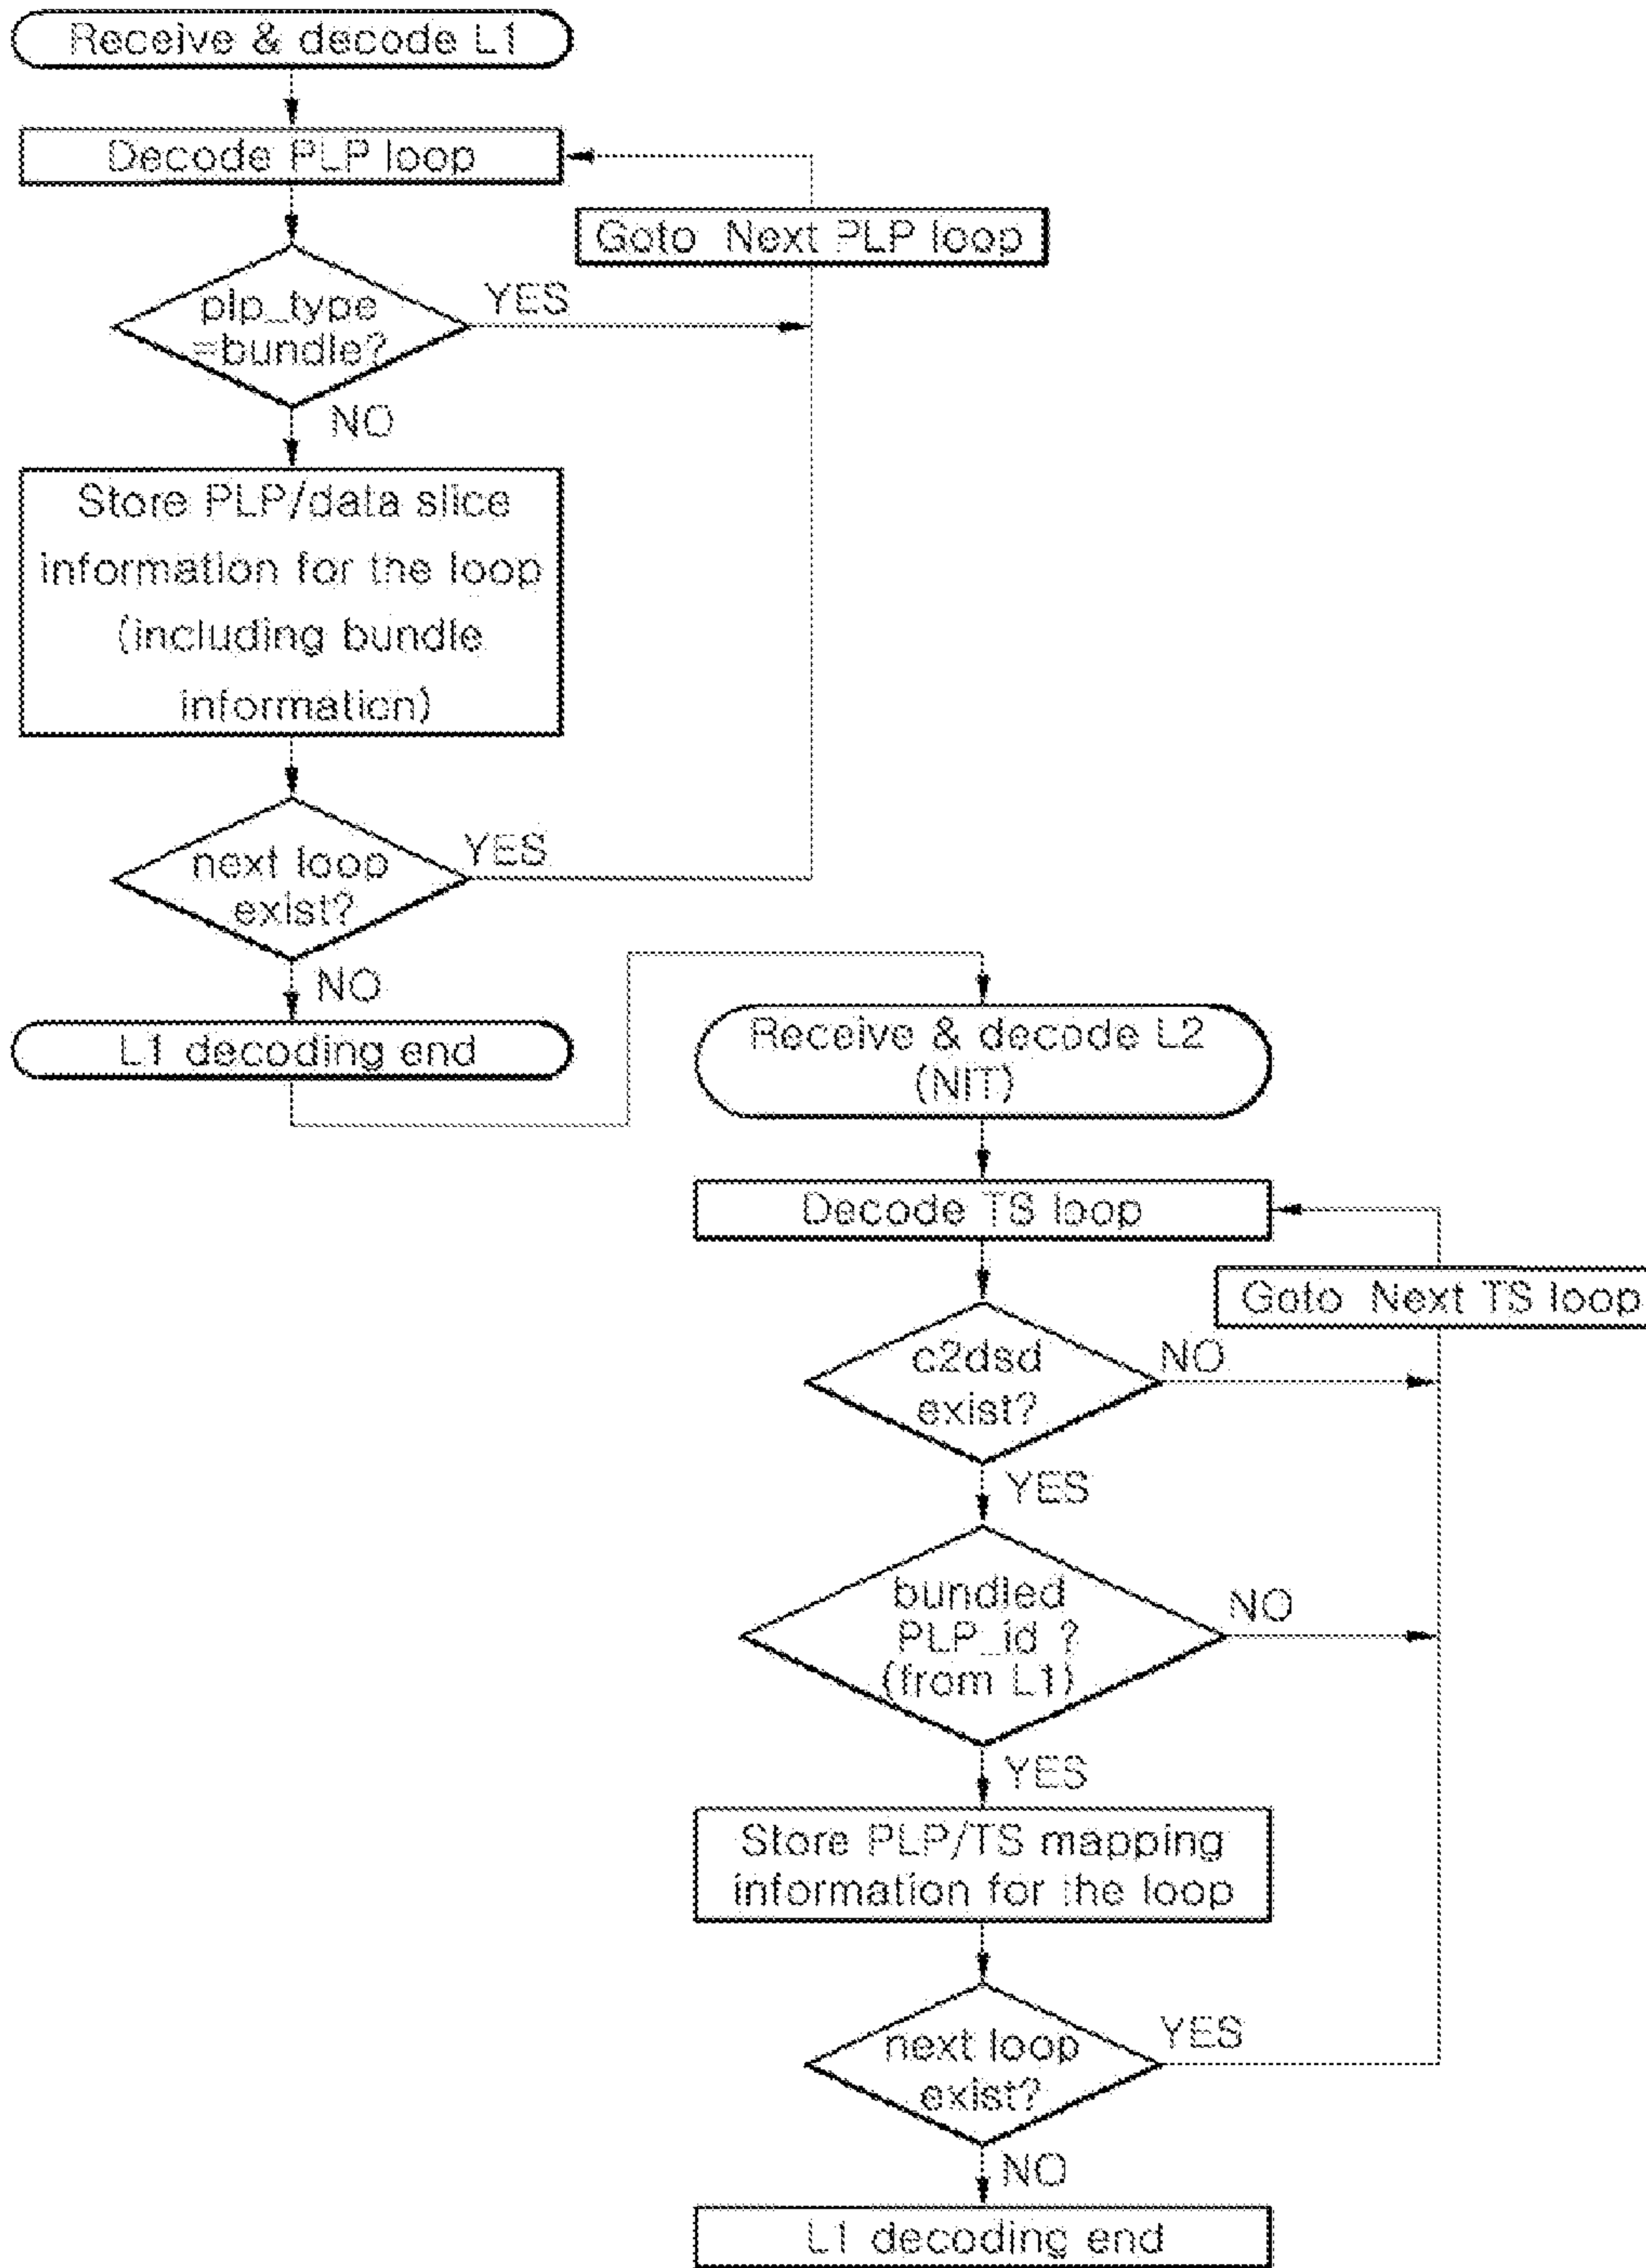 Receive & decode L1
Decode PLP loop
Goto Next PLP loop
plp_type
=bundle?
YES
NO
Store PLP/data slice
information for the loop
(including bundle
information)
next loop
exist?
YES
NO
L1 decoding end
Receive & decode L2
(NIT)
Decode TS loop
Goto Next TS loop
c2dsd
exist?
NO
YES
bundled
PLP_id ?
(from L1)
NO
YES
Store PLP/TS mapping
information for the loop
next loop
exist?
YES
NO
L1 decoding end